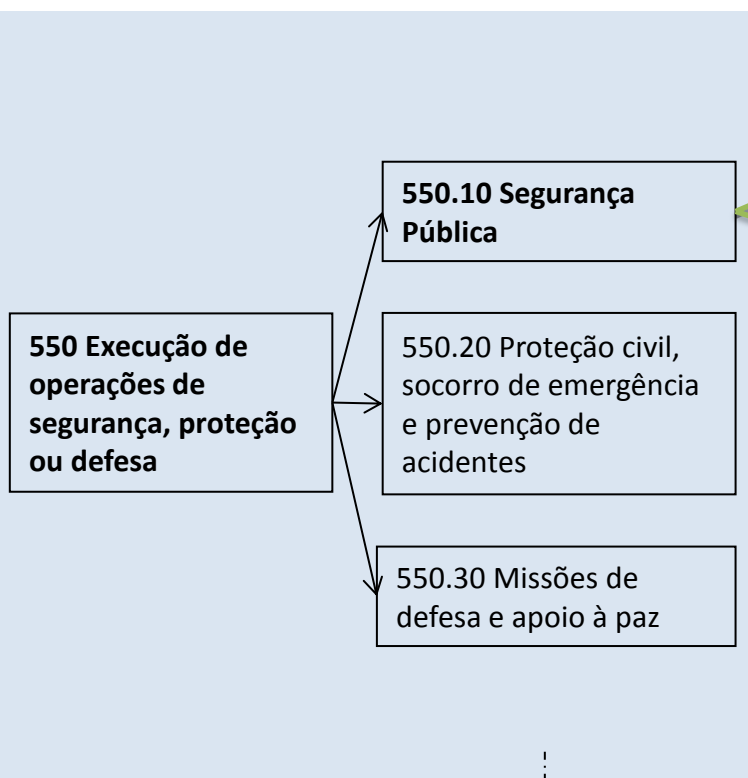 550.10 Segurança
Pública
550 Execução de
operações de
segurança, proteção
ou defesa
550.20 Proteção civil,
socorro de emergência
e prevenção de
acidentes
550.30 Missões de
defesa e apoio à paz